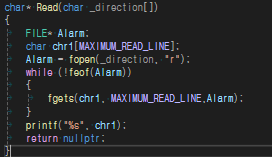 char* Read(char _direction[])
{
FILE* Alarm;
char chr1[MAXIMUM_READ_LINE];
Alarm = fopen(_direction, "r");
while (!feof(Alarm))
{
fgets(chr1, MAXIMUM_READ_LINE,Alarm);
}
printf("%s", chr1);
return nullptr;
}